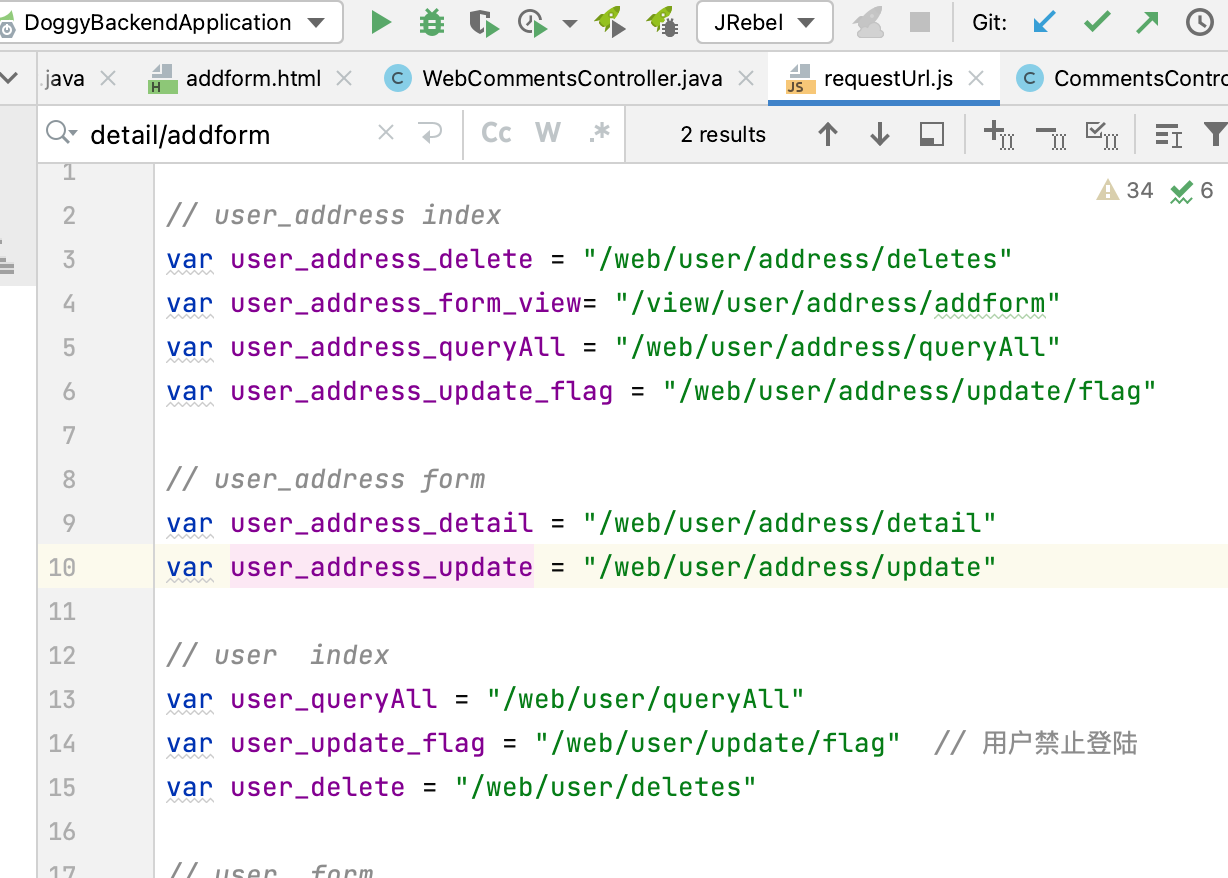 DoggyBackendApplication JRebel Git:
.java addform.html C WebCommentsController.java JS requestUrl.js C CommentsContro
detail/addform Cc W .* 2 results
34 6
1
2 // user_address index
3 var user_address_delete = "/web/user/address/deletes"
4 var user_address_form_view= "/view/user/address/addform"
5 var user_address_queryAll = "/web/user/address/queryAll"
6 var user_address_update_flag = "/web/user/address/update/flag"
7
8 // user_address form
9 var user_address_detail = "/web/user/address/detail"
10 var user_address_update = "/web/user/address/update"
11
12 // user  index
13 var user_queryAll = "/web/user/queryAll"
14 var user_update_flag = "/web/user/update/flag"  // 用户禁止登陆
15 var user_delete = "/web/user/deletes"
16
17 // user  form